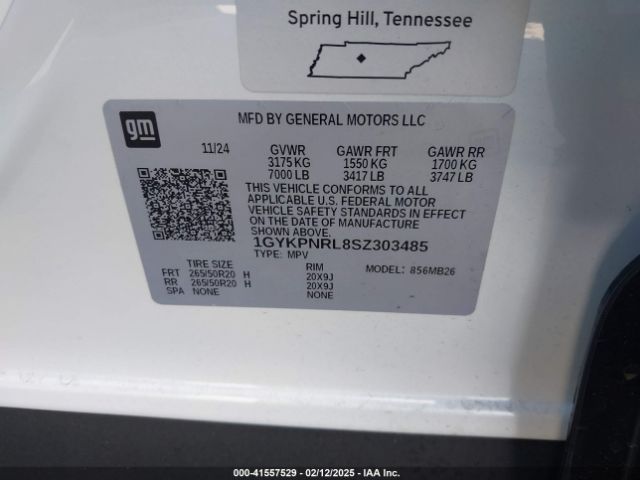 Spring Hill, Tennessee
gm
MFD BY GENERAL MOTORS LLC
11/24 GVWR GAWR FRT GAWR RR
3175 KG 1550 KG 1700 KG
7000 LB 3417 LB 3747 LB
THIS VEHICLE CONFORMS TO ALL
APPLICABLE U.S. FEDERAL MOTOR
VEHICLE SAFETY STANDARDS IN EFFECT
ON THE DATE OF MANUFACTURE
SHOWN ABOVE.
1GYKPNRL8SZ303485
TYPE: MPV
TIRE SIZE RIM MODEL: 856MB26
FRT 265/50R20 H 20X9J
RR 265/50R20 H 20X9J
SPA NONE NONE
000-41557529 - 02/12/2025 - IAA Inc.